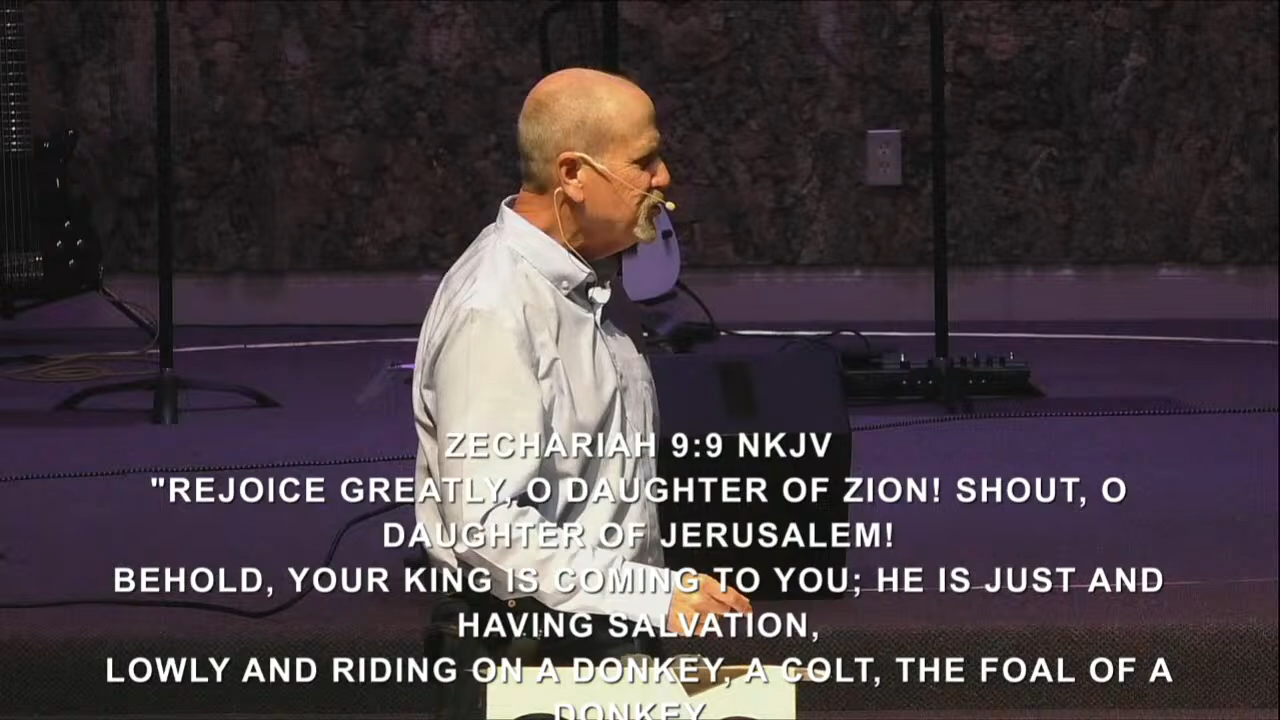 ZECHARIAH 9:9 NKJV
"REJOICE GREATLY, O DAUGHTER OF ZION! SHOUT, O
DAUGHTER OF JERUSALEM!
BEHOLD, YOUR KING IS COMING TO YOU; HE IS JUST AND
HAVING SALVATION,
LOWLY AND RIDING ON A DONKEY, A COLT, THE FOAL OF A
DONKEY